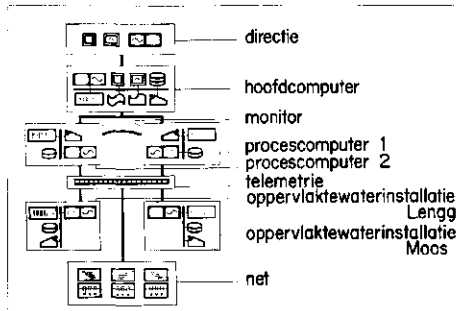 directie
hoofdcomputer
monitor
procescomputer 1
procescomputer 2
telemetrie
oppervlaktewaterinstallatie
Lengg
oppervlaktewaterinstallatie
Moos
net